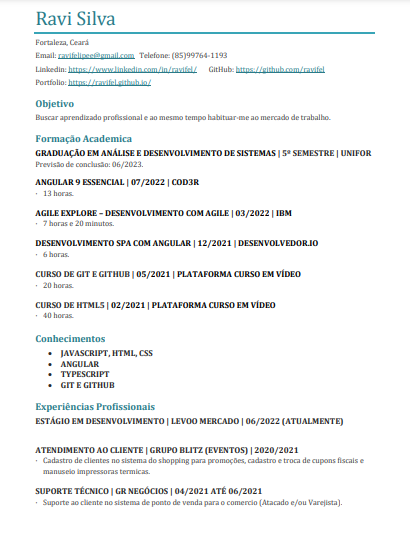 Ravi Silva
Fortaleza, Ceará
Email: ravifelipee@gmail.com Telefone: (85)99764-1193
Linkedin: https://www.linkedin.com/in/ravifel/ GitHub: https://github.com/ravifel
Portfolio: https://ravifel.github.io/
Objetivo
Buscar aprendizado profissional e ao mesmo tempo habituar-me ao mercado de trabalho.
Formação Academica
GRADUAÇÃO EM ANÁLISE E DESENVOLVIMENTO DE SISTEMAS | 5º SEMESTRE | UNIFOR
Previsão de conclusão: 06/2023.
ANGULAR 9 ESSENCIAL | 07/2022 | COD3R
· 13 horas.
AGILE EXPLORE – DESENVOLVIMENTO COM AGILE | 03/2022 | IBM
· 7 horas e 20 minutos.
DESENVOLVIMENTO SPA COM ANGULAR | 12/2021 | DESENVOLVEDOR.IO
· 6 horas.
CURSO DE GIT E GITHUB | 05/2021 | PLATAFORMA CURSO EM VÍDEO
· 20 horas.
CURSO DE HTML5 | 02/2021 | PLATAFORMA CURSO EM VÍDEO
· 40 horas.
Conhecimentos
• JAVASCRIPT, HTML, CSS
• ANGULAR
• TYPESCRIPT
• GIT E GITHUB
Experiências Profissionais
ESTÁGIO EM DESENVOLVIMENTO | LEVOO MERCADO | 06/2022 (ATUALMENTE)
ATENDIMENTO AO CLIENTE | GRUPO BLITZ (EVENTOS) | 2020/2021
· Cadastro de clientes no sistema do shopping para promoções, cadastro e troca de cupons fiscais e
manuseio impressoras termicas.
SUPORTE TÉCNICO | GR NEGÓCIOS | 04/2021 ATÉ 06/2021
· Suporte ao cliente no sistema de ponto de venda para o comercio (Atacado e/ou Varejista).